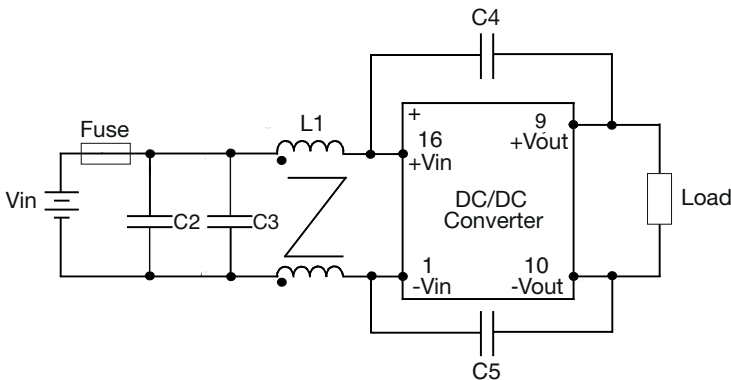 C4
Fuse
L1
+
16
+Vin
9
+Vout
Vin
C2
C3
DC/DC
Converter
Load
1
-Vin
10
-Vout
C5